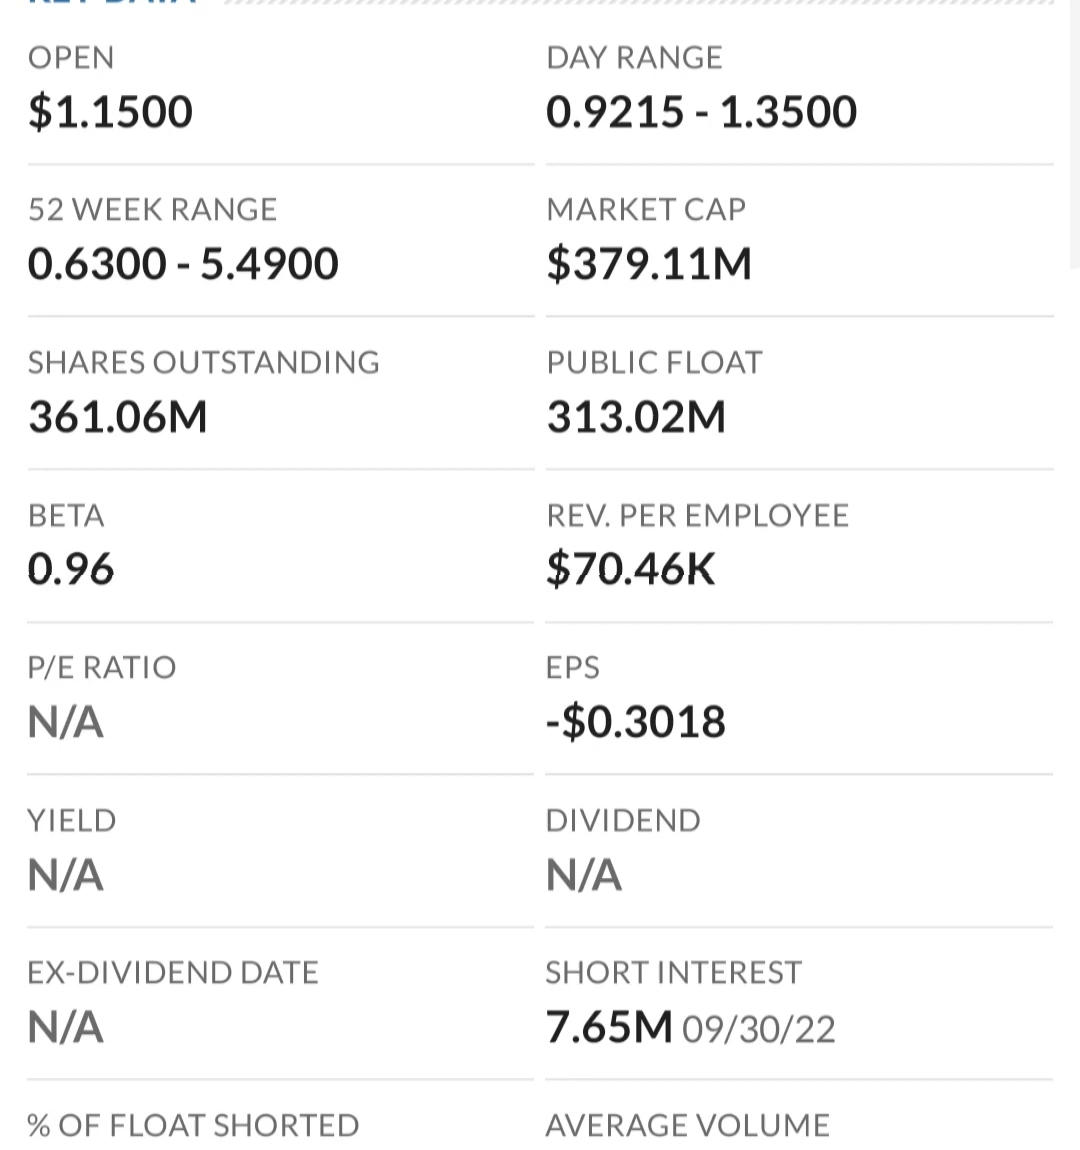 KEY DATA
OPEN
$1.1500
DAY RANGE
0.9215 - 1.3500
52 WEEK RANGE
0.6300 - 5.4900
MARKET CAP
$379.11M
SHARES OUTSTANDING
361.06M
PUBLIC FLOAT
313.02M
BETA
0.96
REV. PER EMPLOYEE
$70.46K
P/E RATIO
N/A
EPS
-$0.3018
YIELD
N/A
DIVIDEND
N/A
EX-DIVIDEND DATE
N/A
SHORT INTEREST
7.65M 09/30/22
% OF FLOAT SHORTED
AVERAGE VOLUME